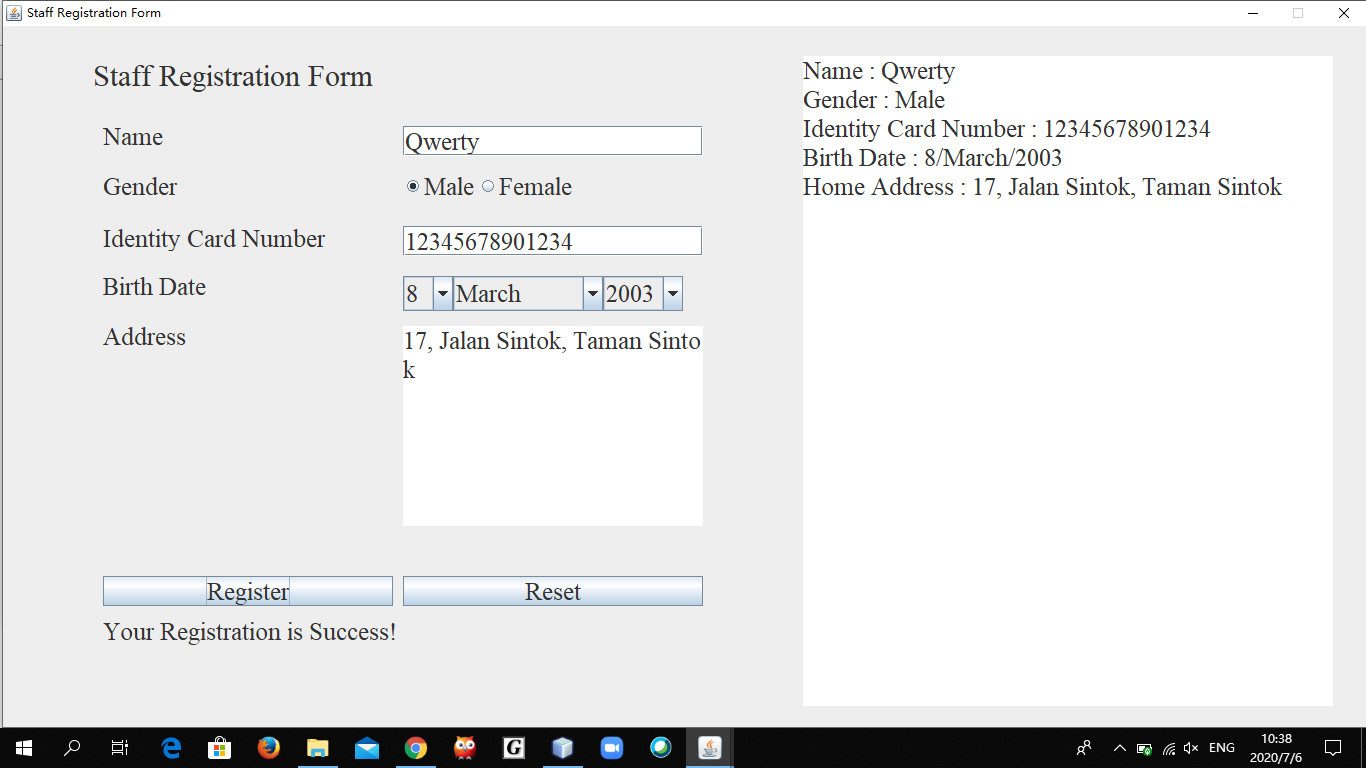 Staff Registration Form
Staff Registration Form
Name
Qwerty
Gender
Male Female
Identity Card Number
12345678901234
Birth Date
8 March 2003
Address
17, Jalan Sintok, Taman Sinto
k
Register Reset
Your Registration is Success!
Name : Qwerty
Gender : Male
Identity Card Number : 12345678901234
Birth Date : 8/March/2003
Home Address : 17, Jalan Sintok, Taman Sintok
G
ENG
10:38
2020/7/6